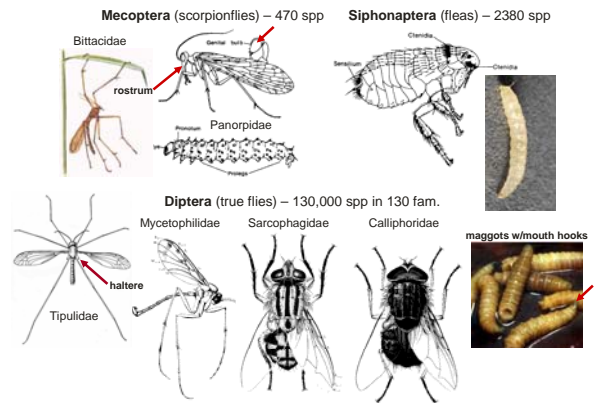 Mecoptera (scorpionflies) – 470 spp
Siphonaptera (fleas) – 2380 spp
Bittacidae
Genital bulb
Ctenidia
Sensilium
rostrum
Ctenidia
Panorpidae
Pronotum
Prolegs
Diptera (true flies) – 130,000 spp in 130 fam.
Mycetophilidae
Sarcophagidae
Calliphoridae
maggots w/mouth hooks
haltere
Tipulidae